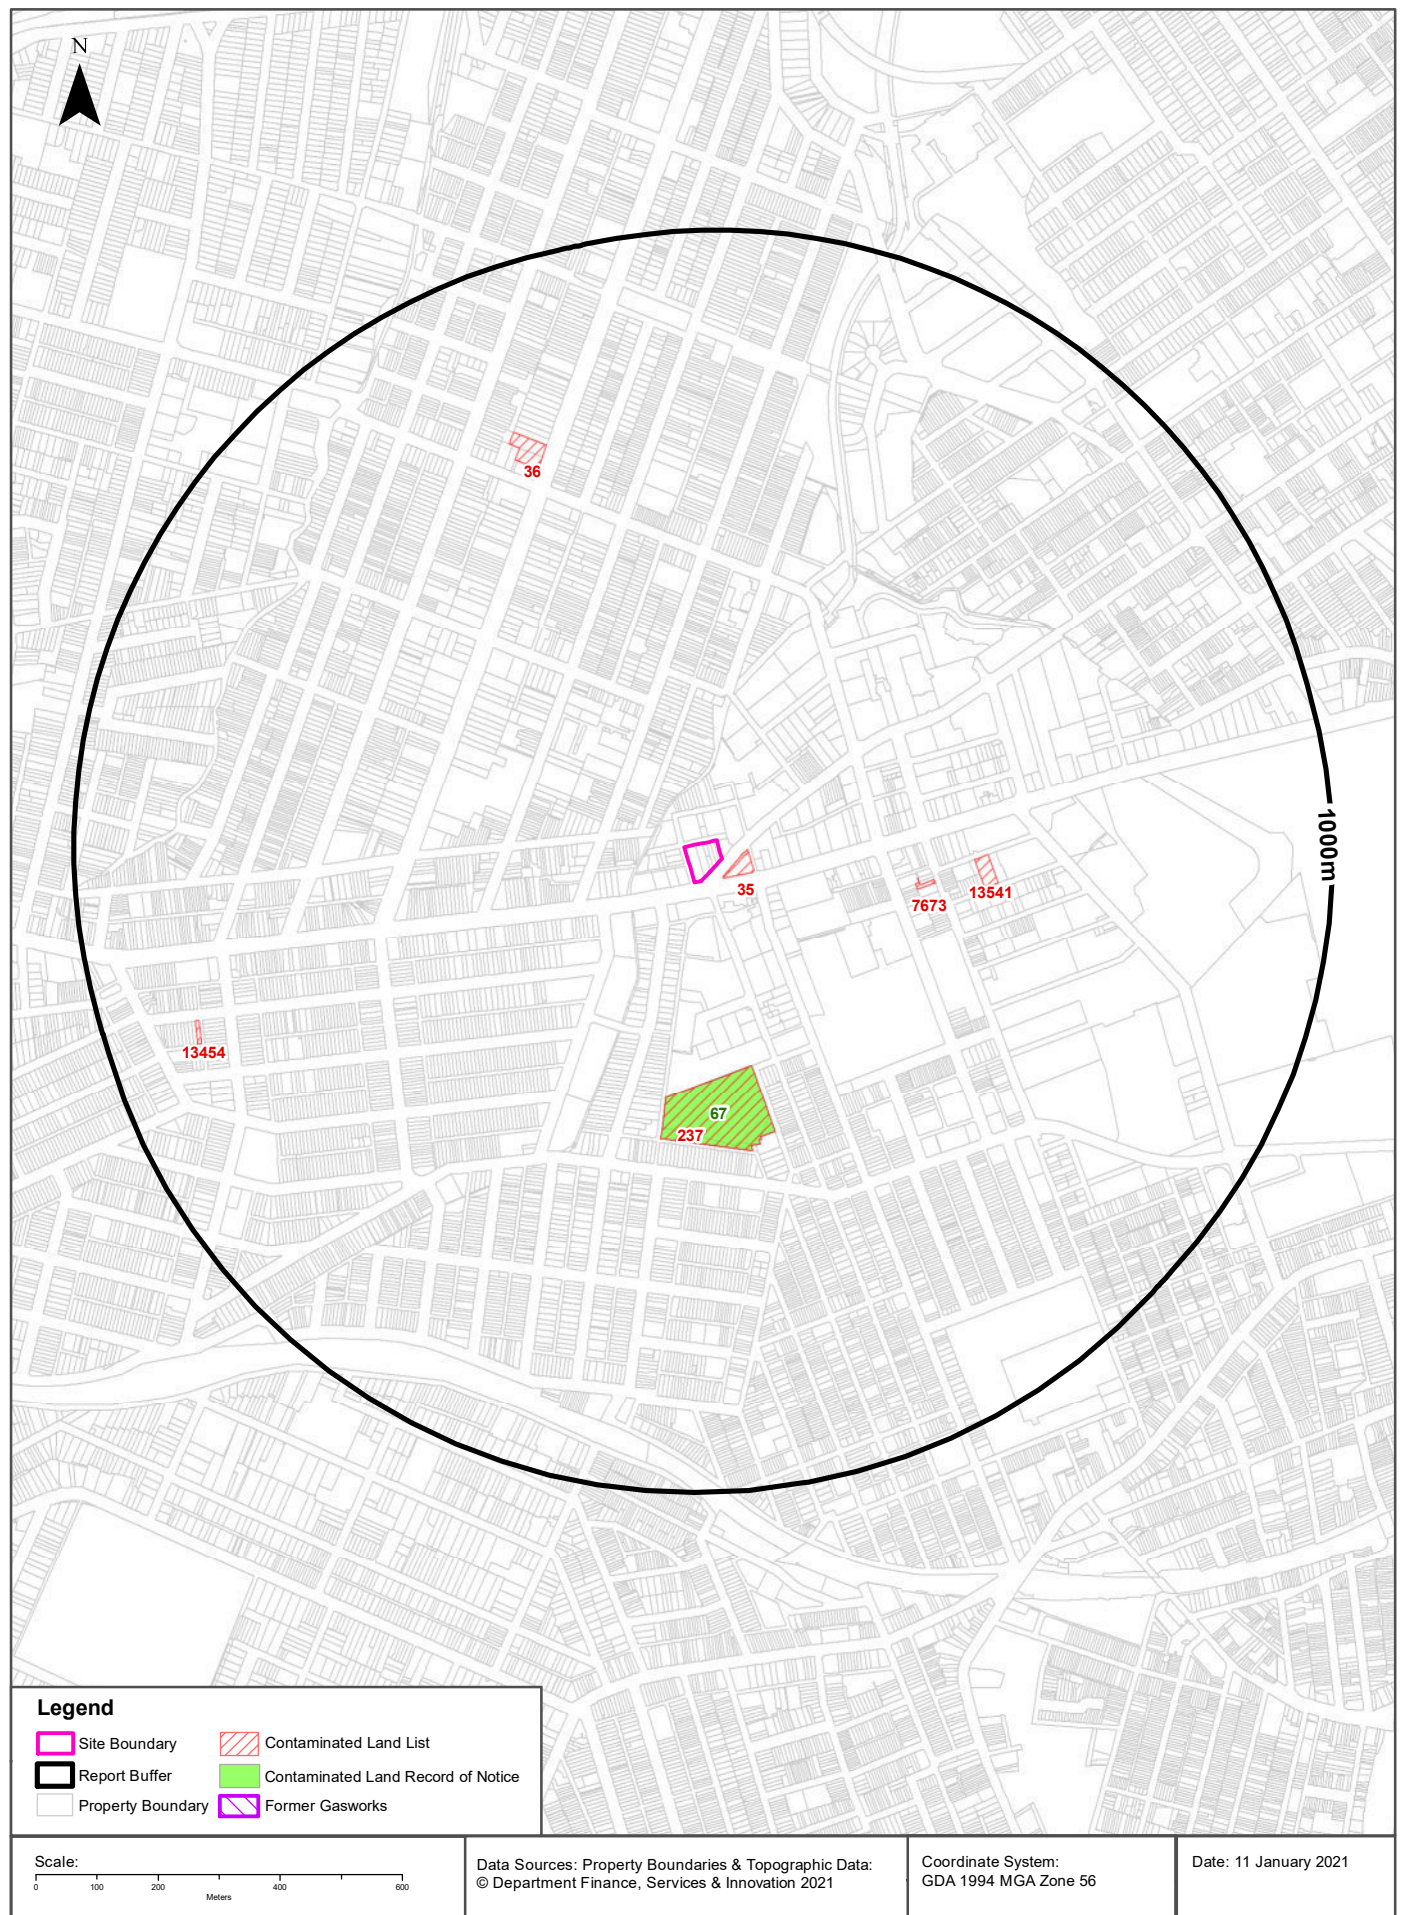 N
36
1000m
35
7673
13541
13454
67
237
Legend
Site Boundary
Report Buffer
Property Boundary
Contaminated Land List
Contaminated Land Record of Notice
Former Gasworks
Scale:
0 100 200 400 600
Meters
Data Sources: Property Boundaries & Topographic Data:
© Department Finance, Services & Innovation 2021
Coordinate System:
GDA 1994 MGA Zone 56
Date: 11 January 2021